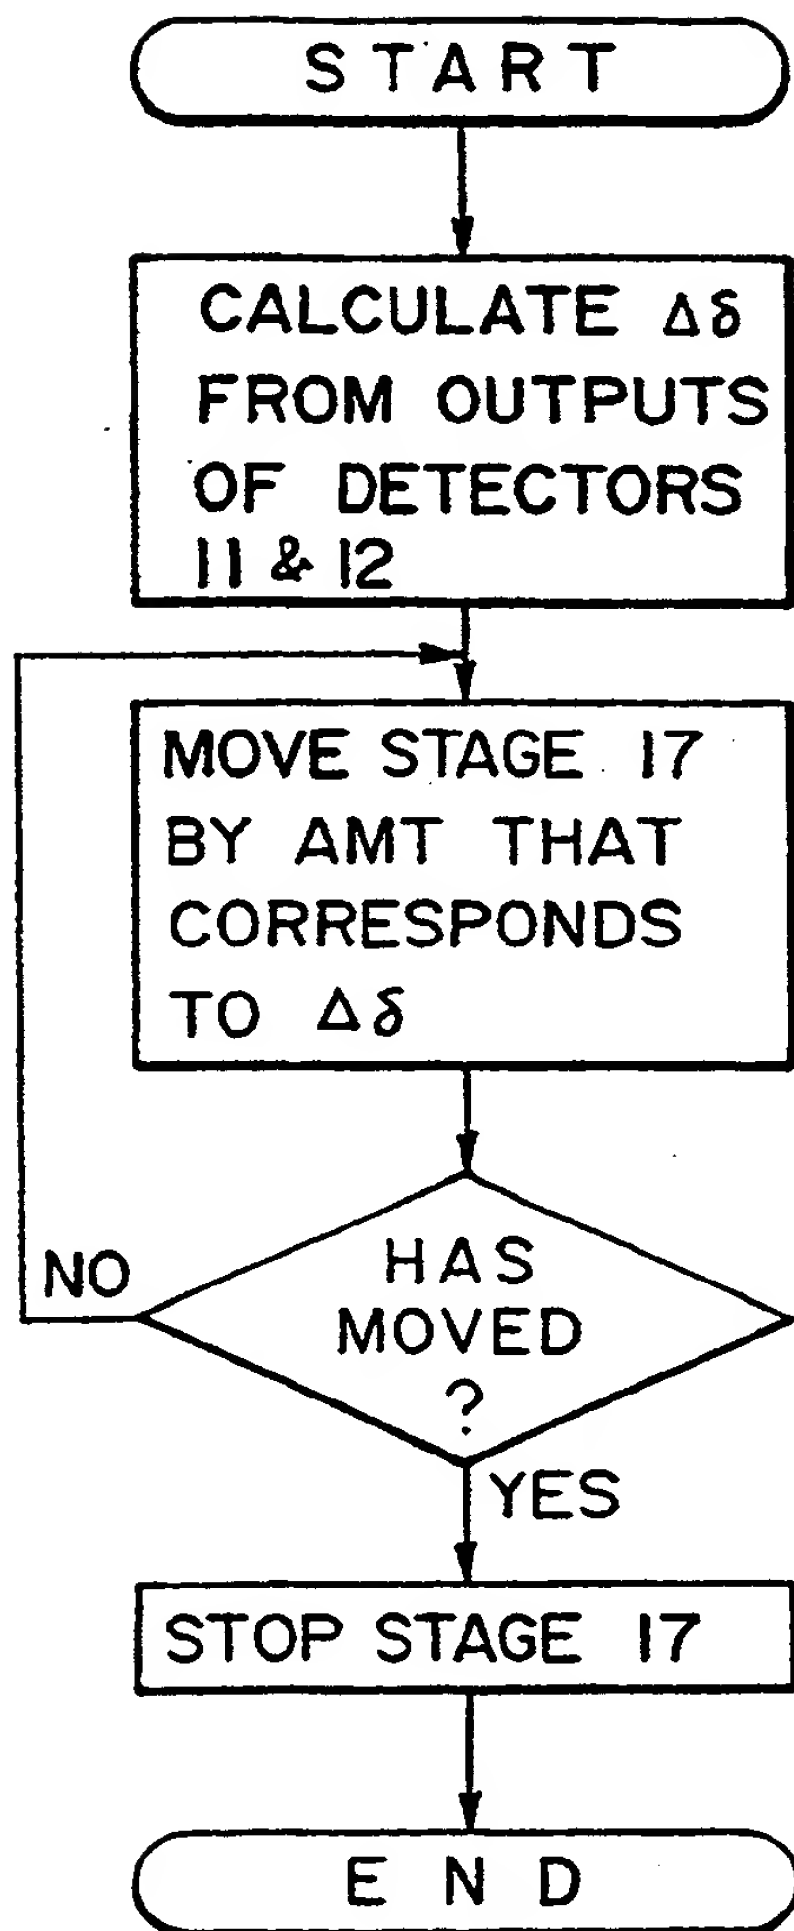 START
CALCULATE Δδ
FROM OUTPUTS
OF DETECTORS
11 & 12
MOVE STAGE 17
BY AMT THAT
CORRESPONDS
TO Δδ
HAS
MOVED
?
NO
YES
STOP STAGE 17
END